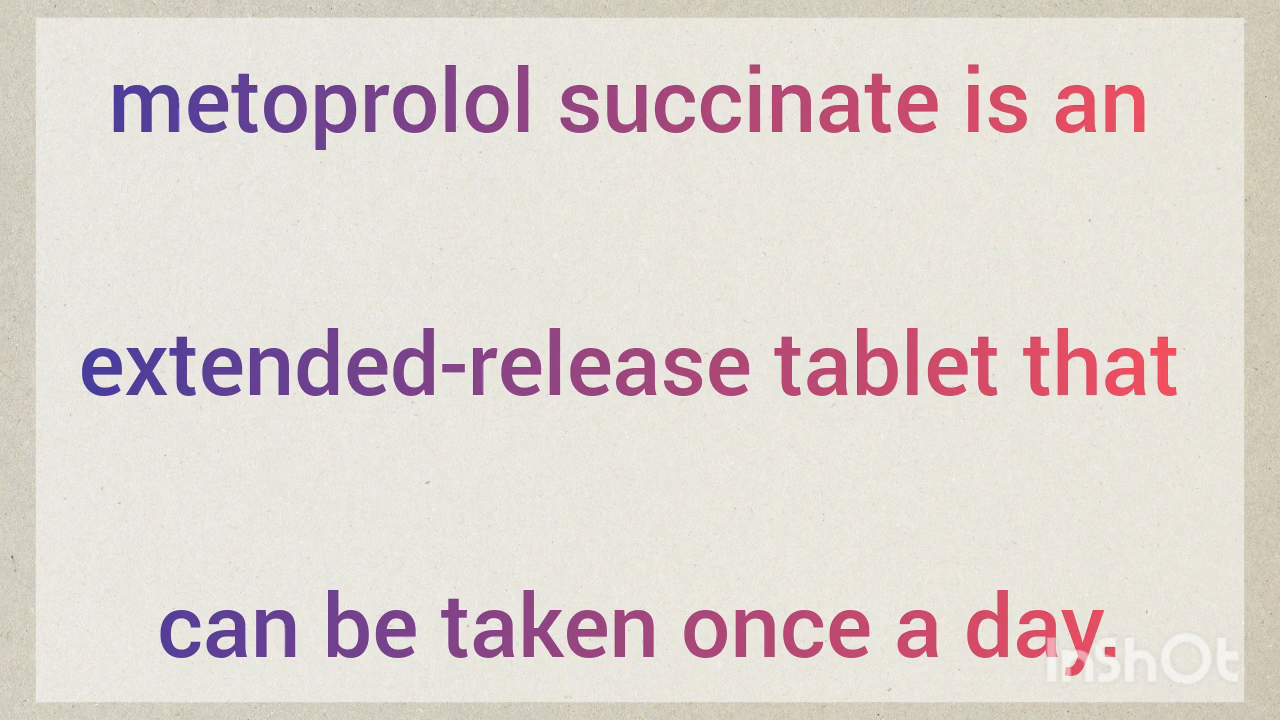 metoprolol succinate is an
extended-release tablet that
can be taken once a day.
InShOt